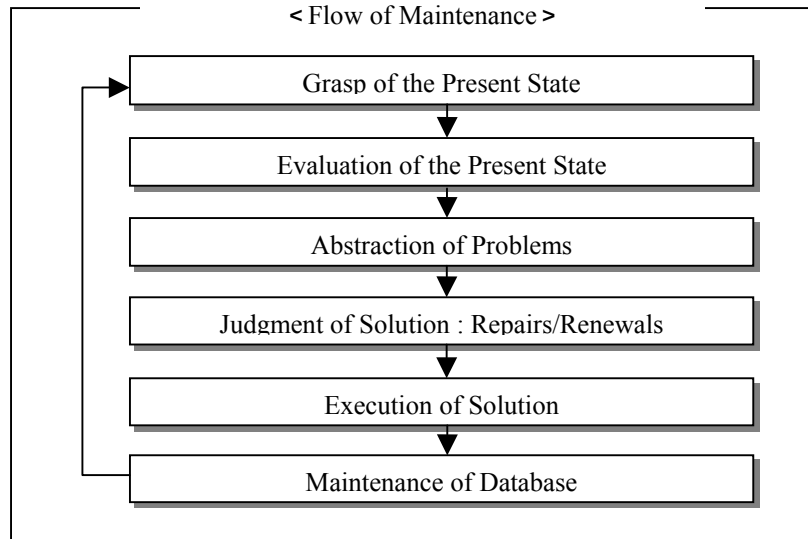 <Flow of Maintenance>
Grasp of the Present State
Evaluation of the Present State
Abstraction of Problems
Judgment of Solution : Repairs/Renewals
Execution of Solution
Maintenance of Database